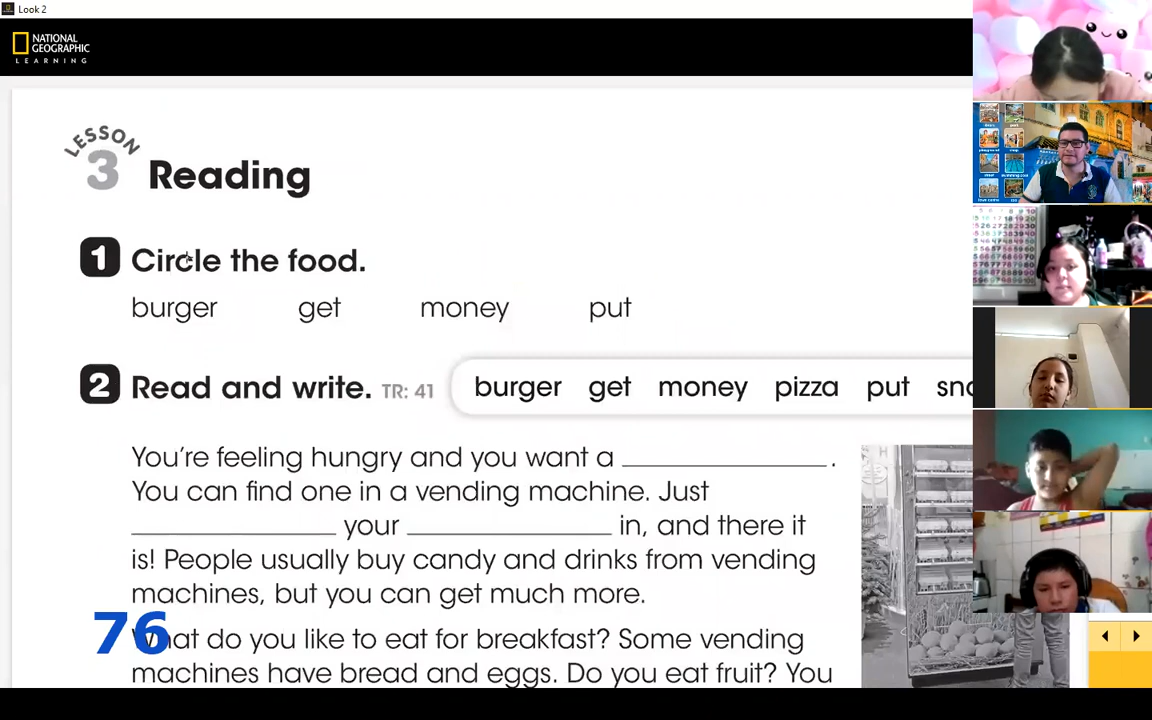 Look 2
NATIONAL
GEOGRAPHIC
LEARNING
LESSON
3 Reading
1 Circle the food.
burger get money put
2 Read and write. TR: 41 burger get money pizza put
You're feeling hungry and you want a ____________ .
You can find one in a vending machine. Just
____________ your ____________ in, and there it
is! People usually buy candy and drinks from vending
machines, but you can get much more.
What do you like to eat for breakfast? Some vending
machines have bread and eggs. Do you eat fruit? You
76